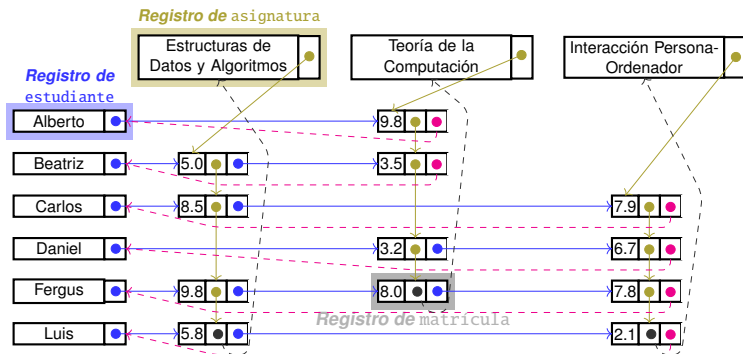 Registro de asignatura
Estructuras de
Datos y Algoritmos
Teoría de la
Computación
Interacción Persona-
Ordenador
Registro de
estudiante
Alberto 9.8
Beatriz 5.0 3.5
Carlos 8.5 7.9
Daniel 3.2 6.7
Fergus 9.8 8.0 7.8
Registro de matrícula
Luis 5.8 2.1